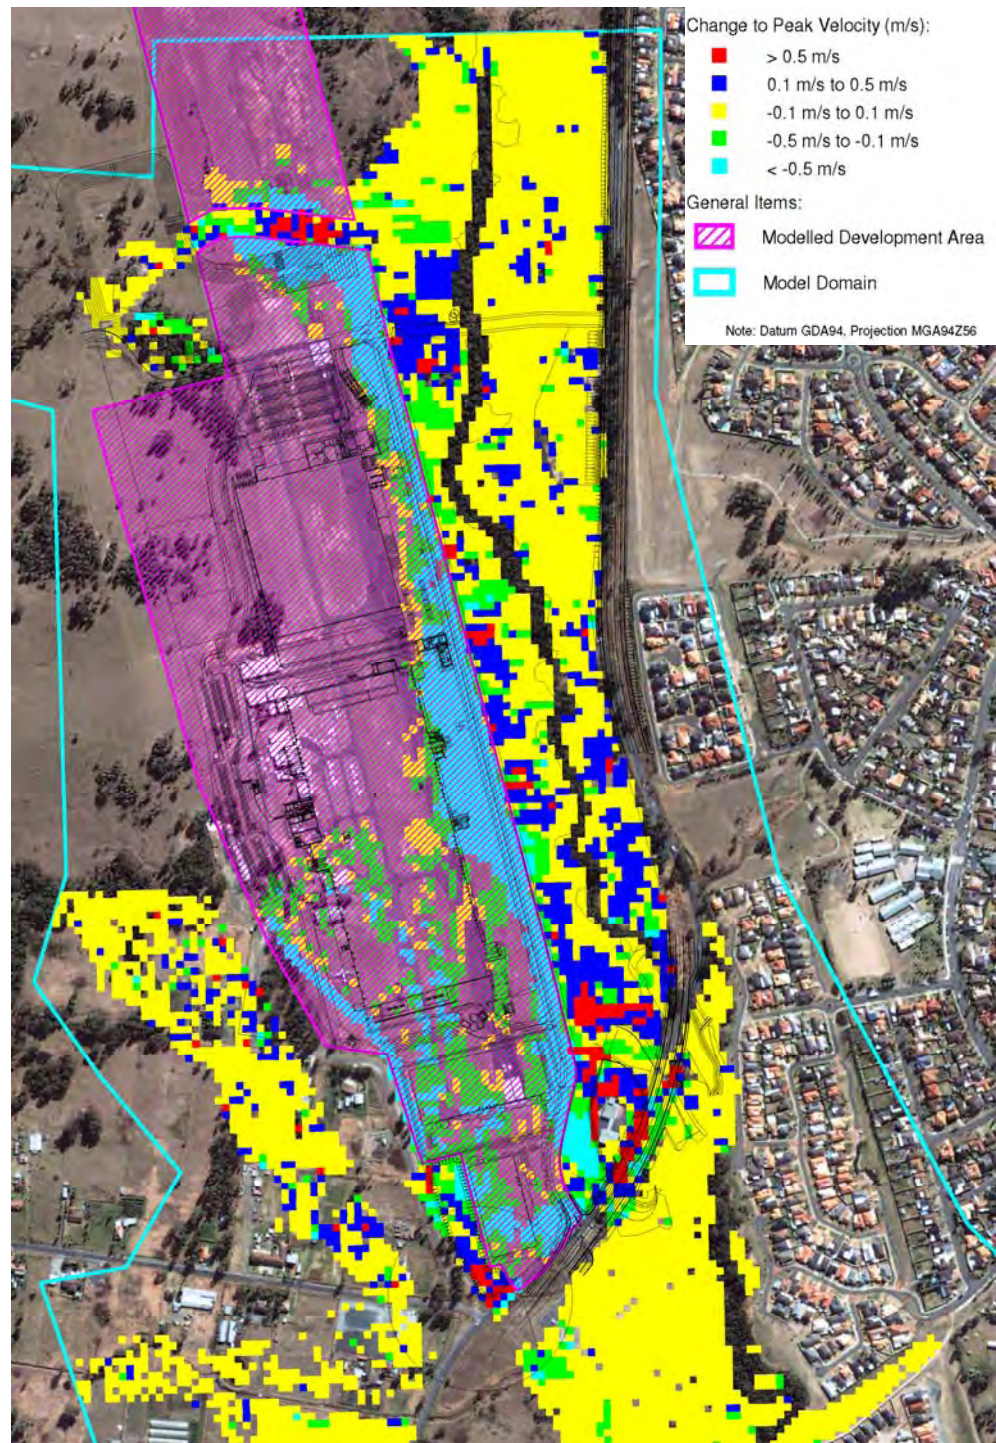 Change to Peak Velocity (m/s):
> 0.5 m/s
0.1 m/s to 0.5 m/s
-0.1 m/s to 0.1 m/s
-0.5 m/s to -0.1 m/s
< -0.5 m/s
General Items:
Modelled Development Area
Model Domain
Note: Datum GDA94, Projection MGA94Z56